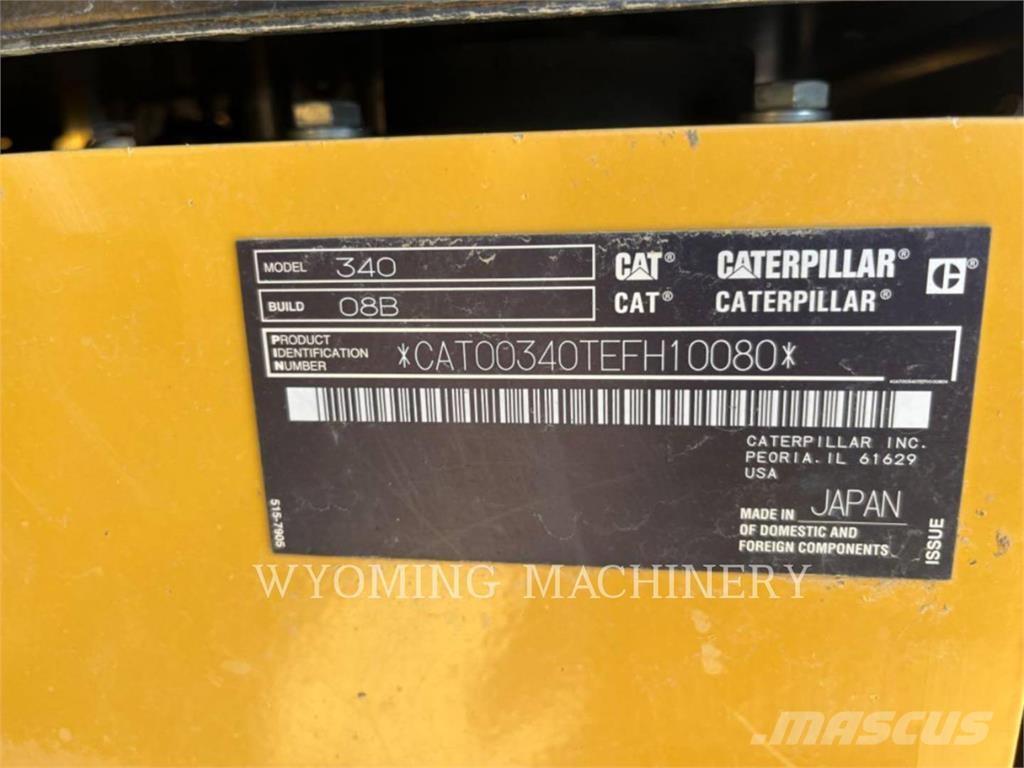 MODEL 340
CAT® CATERPILLAR®
BUILD 08B
CAT® CATERPILLAR®
PRODUCT IDENTIFICATION NUMBER *CAT00340TEFH10080*
*CAT00340TEFH10080*
CATERPILLAR INC.
PEORIA, IL 61629
USA
MADE IN JAPAN
OF DOMESTIC AND
FOREIGN COMPONENTS
515-7905
ISSUE
WYOMING MACHINERY
MASCUS